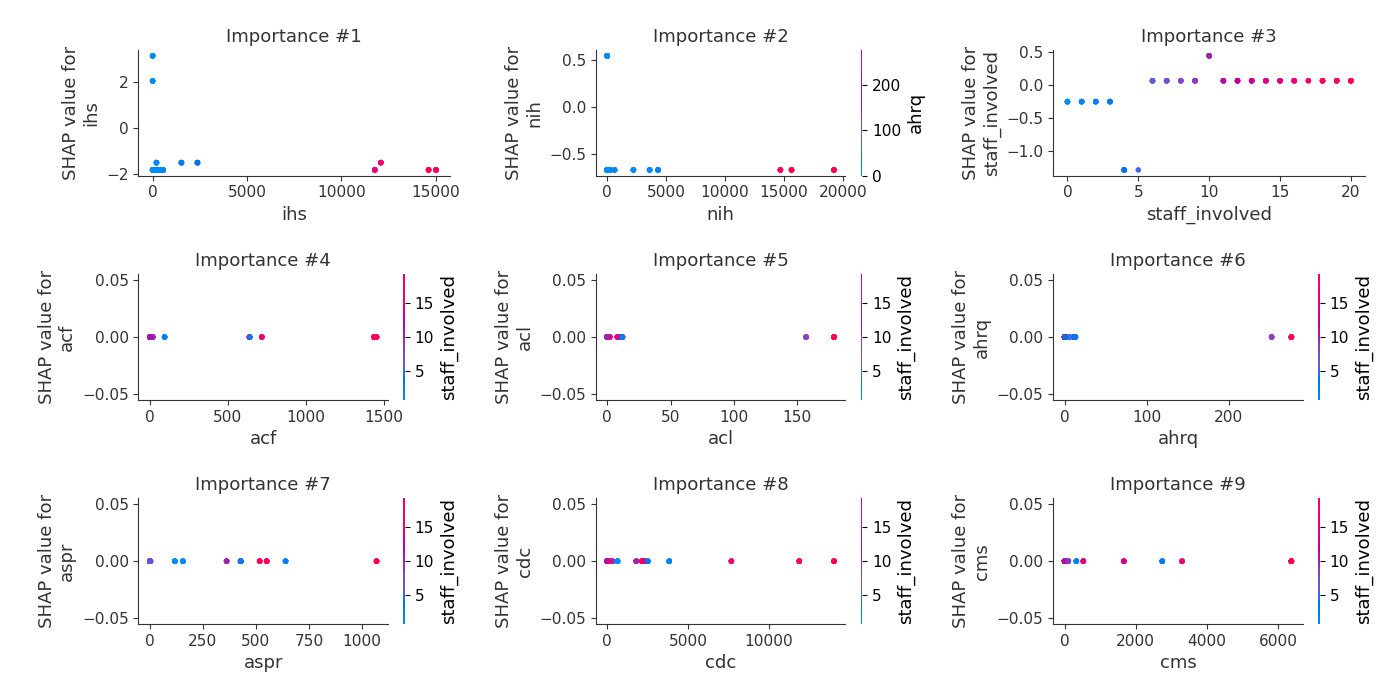 Importance #1
SHAP value for
ihs
2
0
−2
0 5000 10000 15000
ihs
Importance #2
SHAP value for
nih
0.5
0.0
−0.5
0 5000 10000 15000 20000
nih
200
100
0
ahrq
Importance #3
SHAP value for
staff_involved
0.5
0.0
−0.5
−1.0
0 5 10 15 20
staff_involved
Importance #4
SHAP value for
acf
0.05
0.00
−0.05
0 500 1000 1500
acf
15
10
5
staff_involved
Importance #5
SHAP value for
acl
0.05
0.00
−0.05
0 50 100 150
acl
15
10
5
staff_involved
Importance #6
SHAP value for
ahrq
0.05
0.00
−0.05
0 100 200
ahrq
15
10
5
staff_involved
Importance #7
SHAP value for
aspr
0.05
0.00
−0.05
0 250 500 750 1000
aspr
15
10
5
staff_involved
Importance #8
SHAP value for
cdc
0.05
0.00
−0.05
0 5000 10000
cdc
15
10
5
staff_involved
Importance #9
SHAP value for
cms
0.05
0.00
−0.05
0 2000 4000 6000
cms
15
10
5
staff_involved